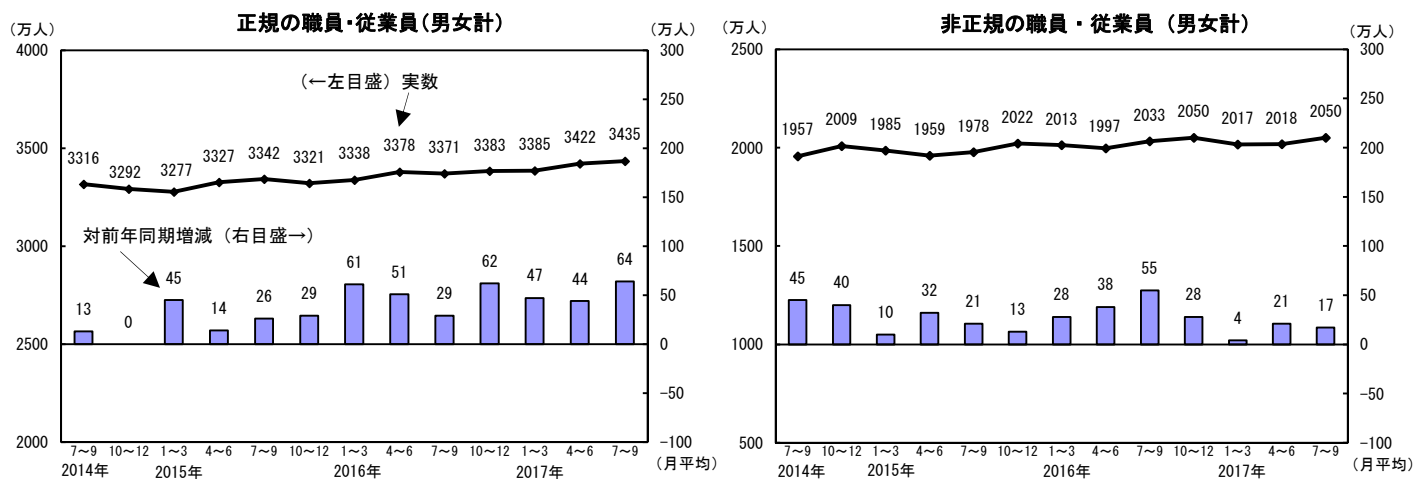 正規の職員・従業員(男女計)
(万人)
(万人)
4000
3500
3000
2500
2000
300
250
200
150
100
50
0
-50
-100
(←左目盛) 実数
3316 3292 3277 3327 3342 3321 3338 3378 3371 3383 3385 3422 3435
対前年同期増減 (右目盛→)
13 0 45 14 26 29 61 51 29 62 47 44 64
7~9 10~12 1~3 4~6 7~9 10~12 1~3 4~6 7~9 10~12 1~3 4~6 7~9
2014年 2015年 2016年 2017年
(月平均)
非正規の職員・従業員 (男女計)
(万人)
(万人)
2500
2000
1500
1000
500
300
250
200
150
100
50
0
-50
-100
1957 2009 1985 1959 1978 2022 2013 1997 2033 2050 2017 2018 2050
45 40 10 32 21 13 28 38 55 28 4 21 17
7~9 10~12 1~3 4~6 7~9 10~12 1~3 4~6 7~9 10~12 1~3 4~6 7~9
2014年 2015年 2016年 2017年
(月平均)